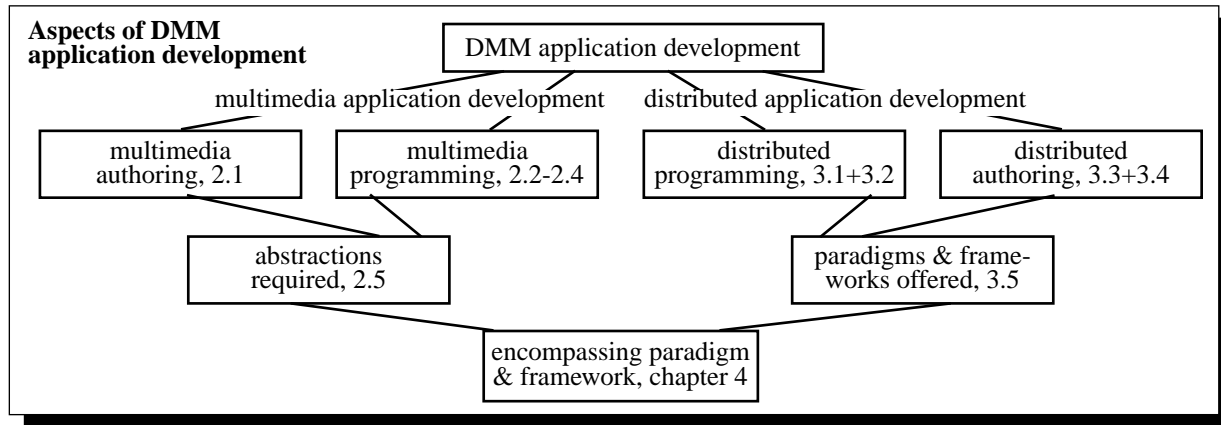 Aspects of DMM
application development
DMM application development
multimedia application development
distributed application development
multimedia
authoring, 2.1
multimedia
programming, 2.2-2.4
distributed
programming, 3.1+3.2
distributed
authoring, 3.3+3.4
abstractions
required, 2.5
paradigms & frame-
works offered, 3.5
encompassing paradigm
& framework, chapter 4